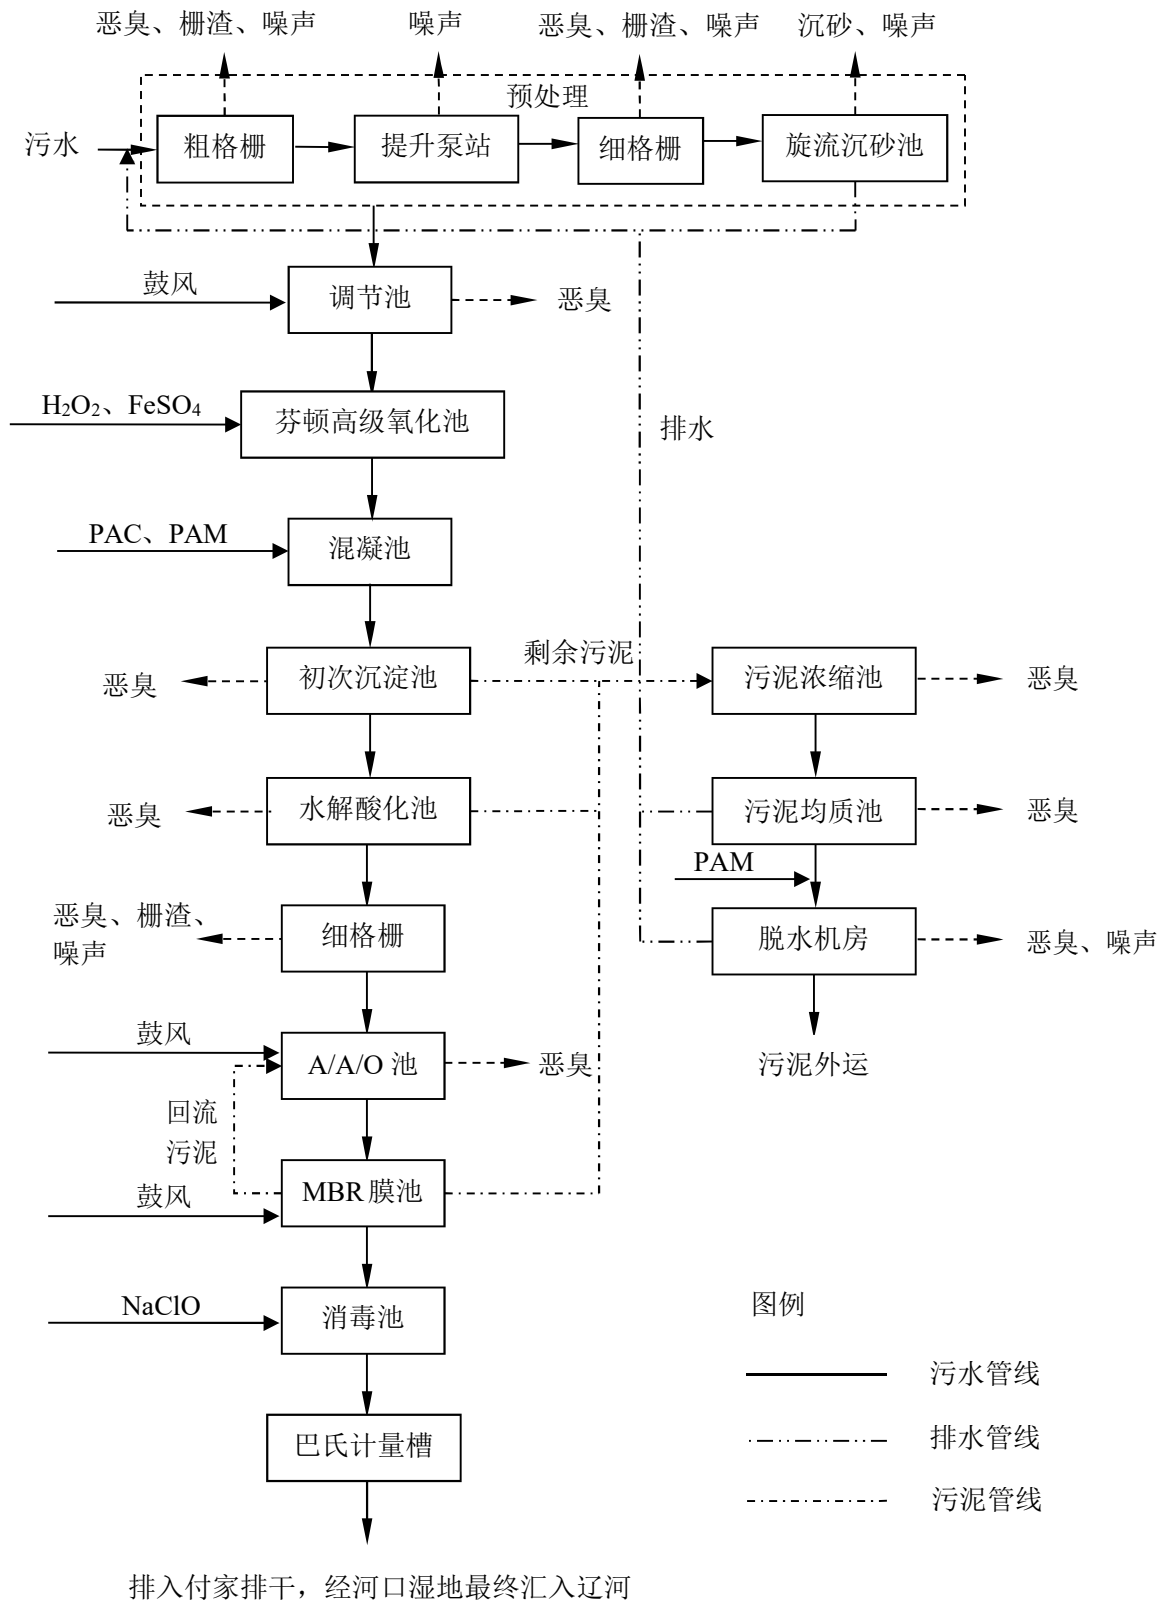 恶臭、栅渣、噪声
噪声
恶臭、栅渣、噪声
沉砂、噪声
预处理
污水
粗格栅
提升泵站
细格栅
旋流沉砂池
鼓风
调节池
恶臭
H₂O₂、FeSO₄
芬顿高级氧化池
排水
PAC、PAM
混凝池
剩余污泥
恶臭
初次沉淀池
污泥浓缩池
恶臭
恶臭
水解酸化池
污泥均质池
恶臭
PAM
恶臭、栅渣、
噪声
细格栅
脱水机房
恶臭、噪声
鼓风
A/A/O 池
恶臭
污泥外运
回流
污泥
鼓风
MBR 膜池
NaClO
消毒池
图例
污水管线
巴氏计量槽
排水管线
污泥管线
排入付家排干，经河口湿地最终汇入辽河